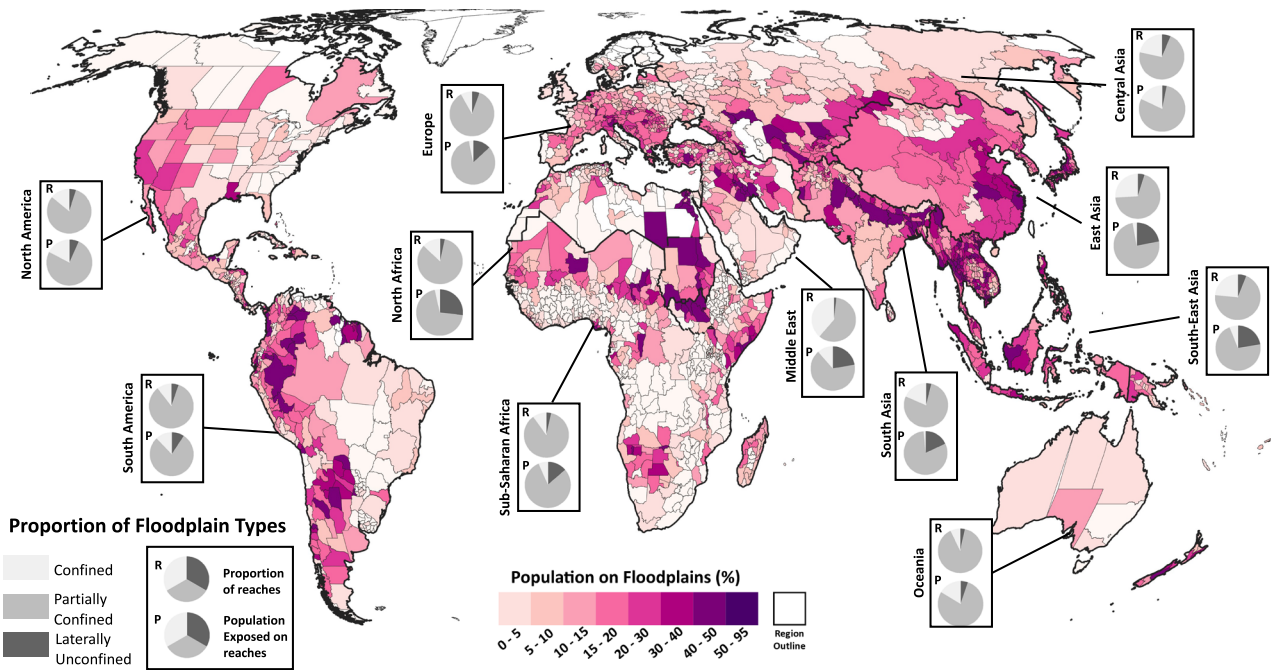 R
P
Central Asia
R
P
Europe
R
P
East Asia
R
P
North America
R
P
North Africa
R
P
South-East Asia
R
P
Middle East
R
P
South Asia
R
P
South America
R
P
Sub-Saharan Africa
R
P
Oceania
Proportion of Floodplain Types
Confined
Partially
Confined
Laterally
Unconfined
R
Proportion
of reaches
P
Population
Exposed on
reaches
Population on Floodplains (%)
0 - 5
5 - 10
10 - 15
15 - 20
20 - 30
30 - 40
40 - 50
50 - 95
Region
Outline